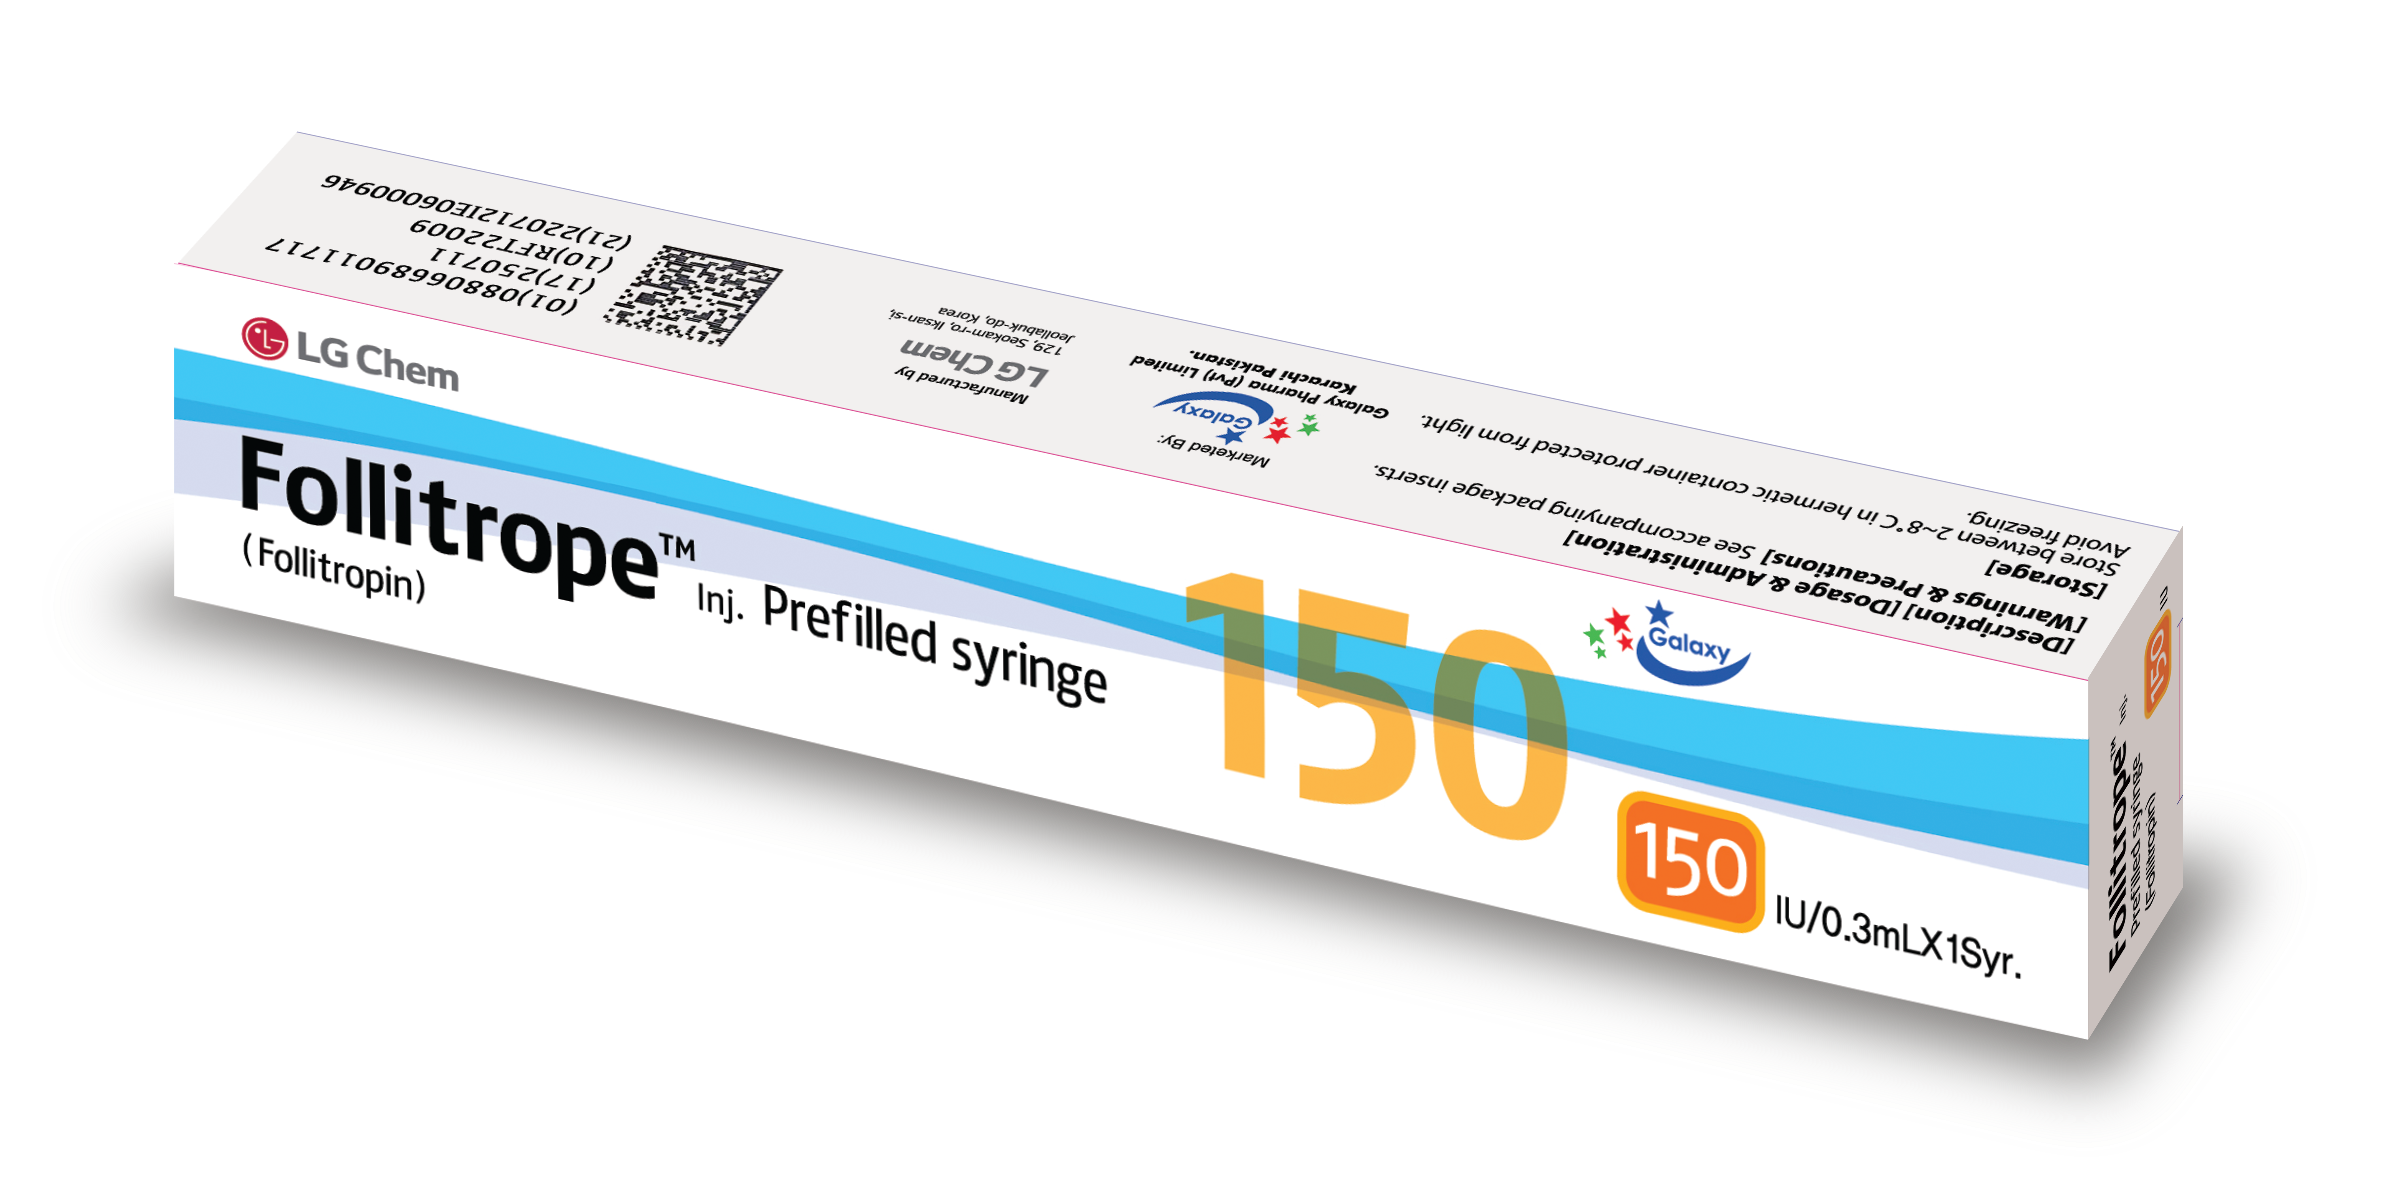 LG Chem
Follitrope™ Inj. Prefilled syringe
(Follitropin)
150
Galaxy
150 IU/0.3mLX1Syr.
[Description] [Dosage & Administration]
[Warnings & Precautions] See accompanying package inserts.
[Storage]
Store between 2~8°C in hermetic container protected from light.
Avoid freezing.
Marketed By:
Galaxy
Galaxy Pharma (Pvt) Limited
Karachi Pakistan.
Manufactured by
LG Chem
129, Seokam-ro, Iksan-si,
Jeollabuk-do, Korea
(01)08806689011717
(17)250711
(10)RFT22009
(21)220712IE0600946
Follitrope™ Inj.
Prefilled syringe
(Follitropin)
150 IU